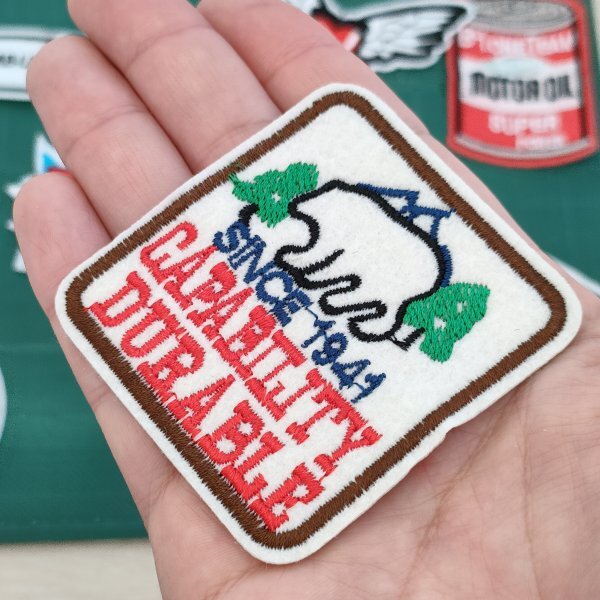 SINCE-1941
CAPABILITY
DURABLE
MOTOR OIL
SUPER